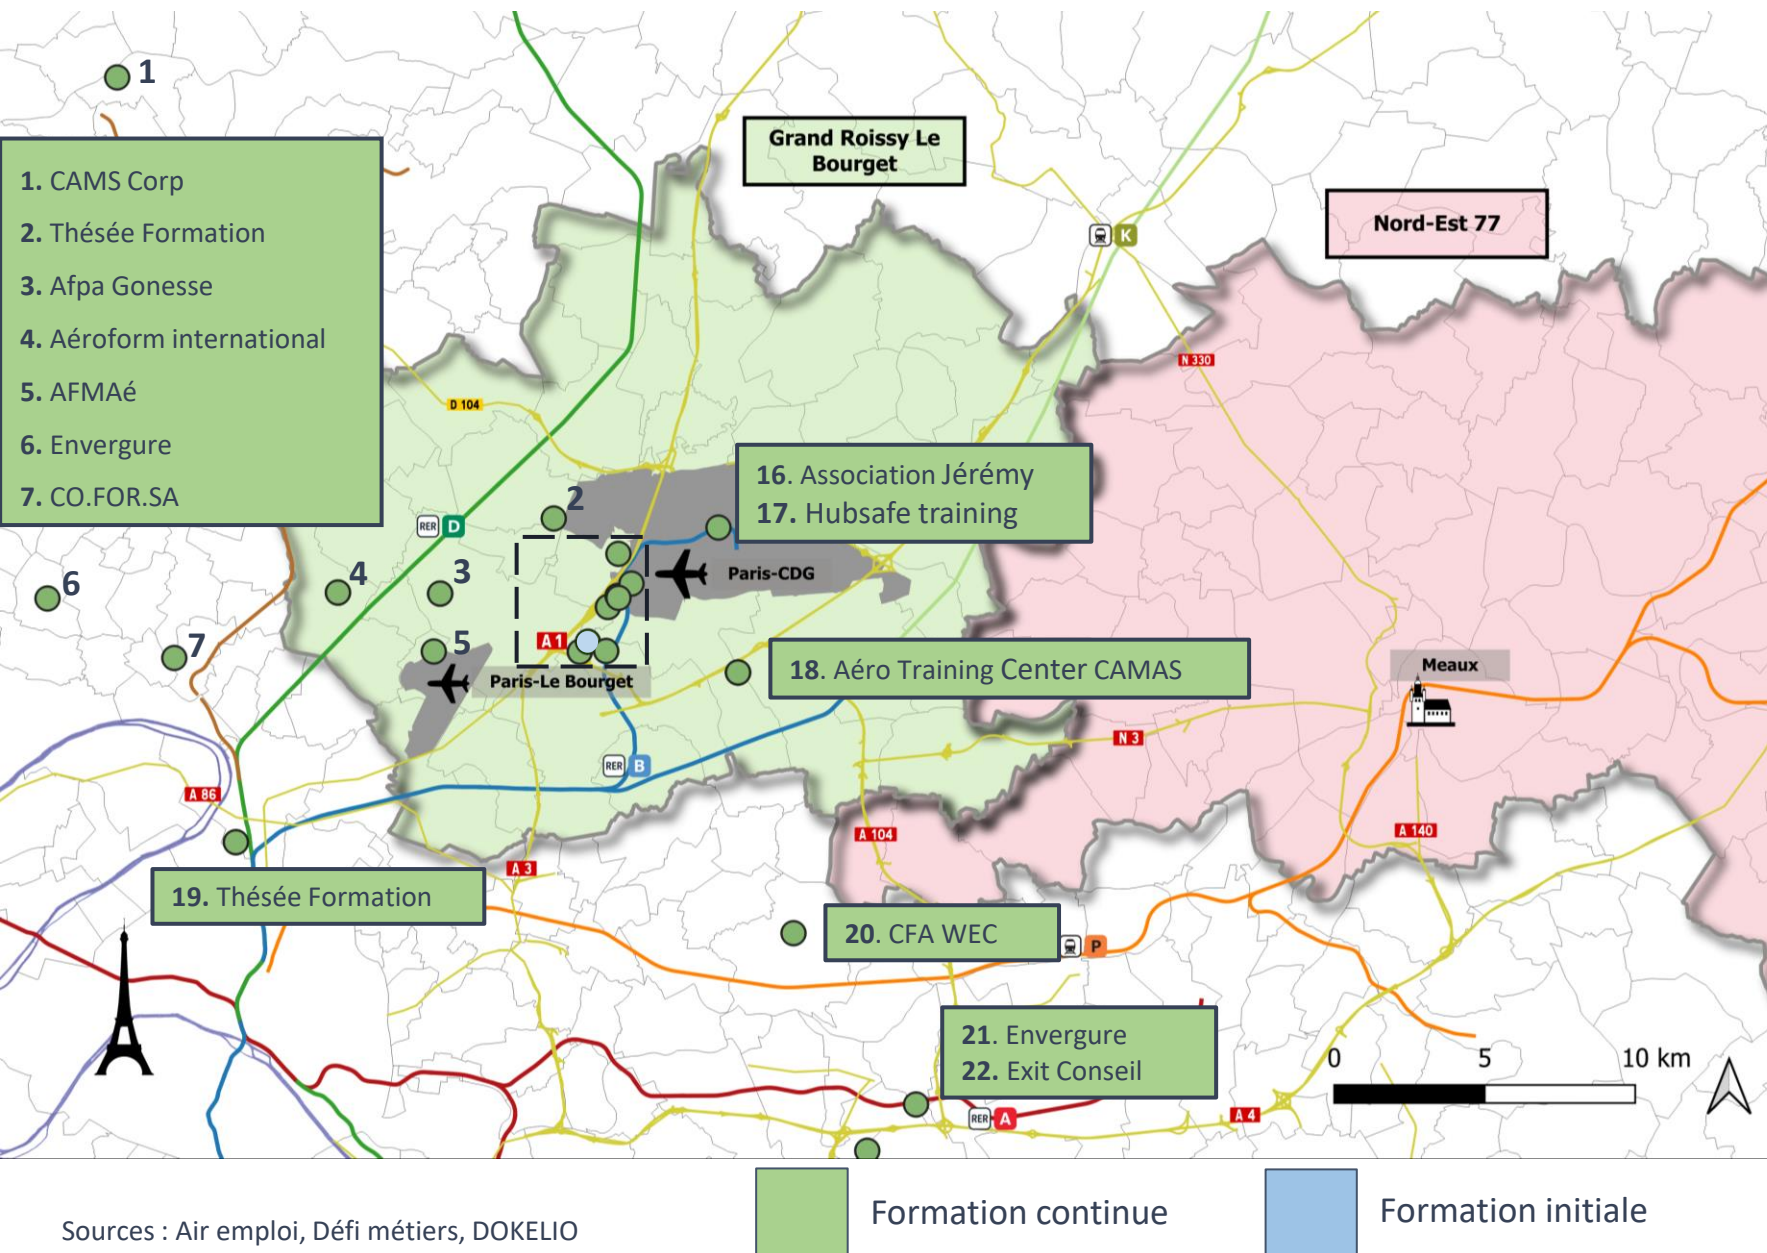 1
Grand Roissy Le
Bourget
1. CAMS Corp
2. Thésée Formation
3. Afpa Gonesse
4. Aéroform international
5. AFMAé
6. Envergure
7. CO.FOR.SA
Nord-Est 77
K
N 330
D 104
16. Association Jérémy
17. Hubsafe training
2
RER D
Paris-CDG
6
4
3
7
5
A 1
Paris-Le Bourget
18. Aéro Training Center CAMAS
Meaux
N 3
RER B
A 86
A 104
A 140
A 3
19. Thésée Formation
20. CFA WEC
P
21. Envergure
22. Exit Conseil
0 5 10 km
RER A
A 4
Formation continue
Formation initiale
Sources : Air emploi, Défi métiers, DOKELIO